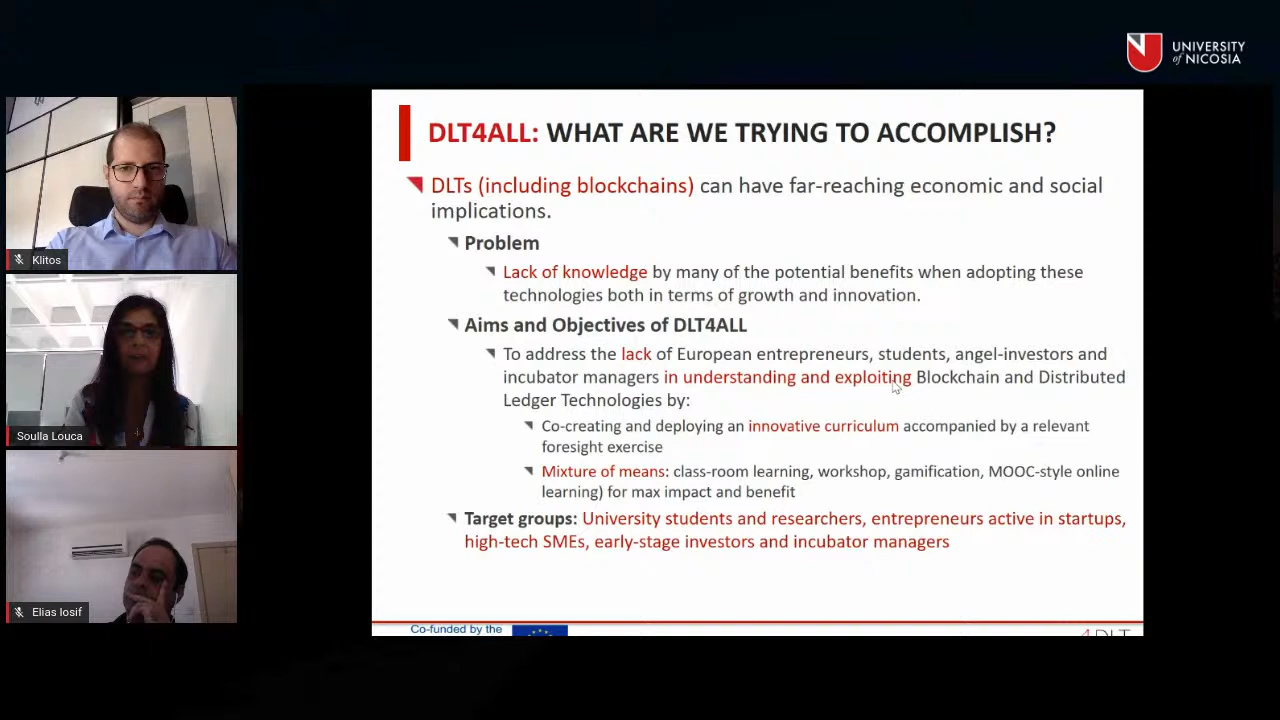 UNIVERSITY
of NICOSIA
Klitos
Soulla Louca
Elias Iosif
DLT4ALL: WHAT ARE WE TRYING TO ACCOMPLISH?
DLTs (including blockchains) can have far-reaching economic and social
implications.
Problem
Lack of knowledge by many of the potential benefits when adopting these
technologies both in terms of growth and innovation.
Aims and Objectives of DLT4ALL
To address the lack of European entrepreneurs, students, angel-investors and
incubator managers in understanding and exploiting Blockchain and Distributed
Ledger Technologies by:
Co-creating and deploying an innovative curriculum accompanied by a relevant
foresight exercise
Mixture of means: class-room learning, workshop, gamification, MOOC-style online
learning) for max impact and benefit
Target groups: University students and researchers, entrepreneurs active in startups,
high-tech SMEs, early-stage investors and incubator managers
Co-funded by the